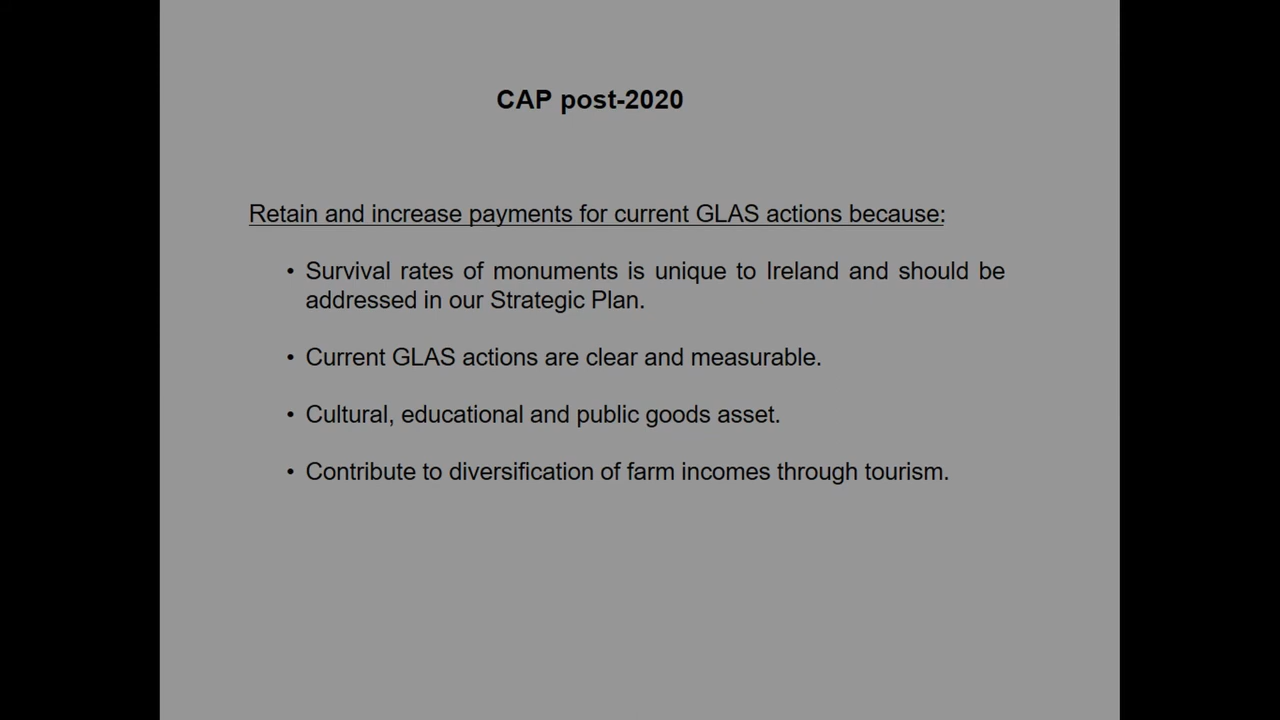 CAP post-2020
Retain and increase payments for current GLAS actions because:
• Survival rates of monuments is unique to Ireland and should be
addressed in our Strategic Plan.
• Current GLAS actions are clear and measurable.
• Cultural, educational and public goods asset.
• Contribute to diversification of farm incomes through tourism.